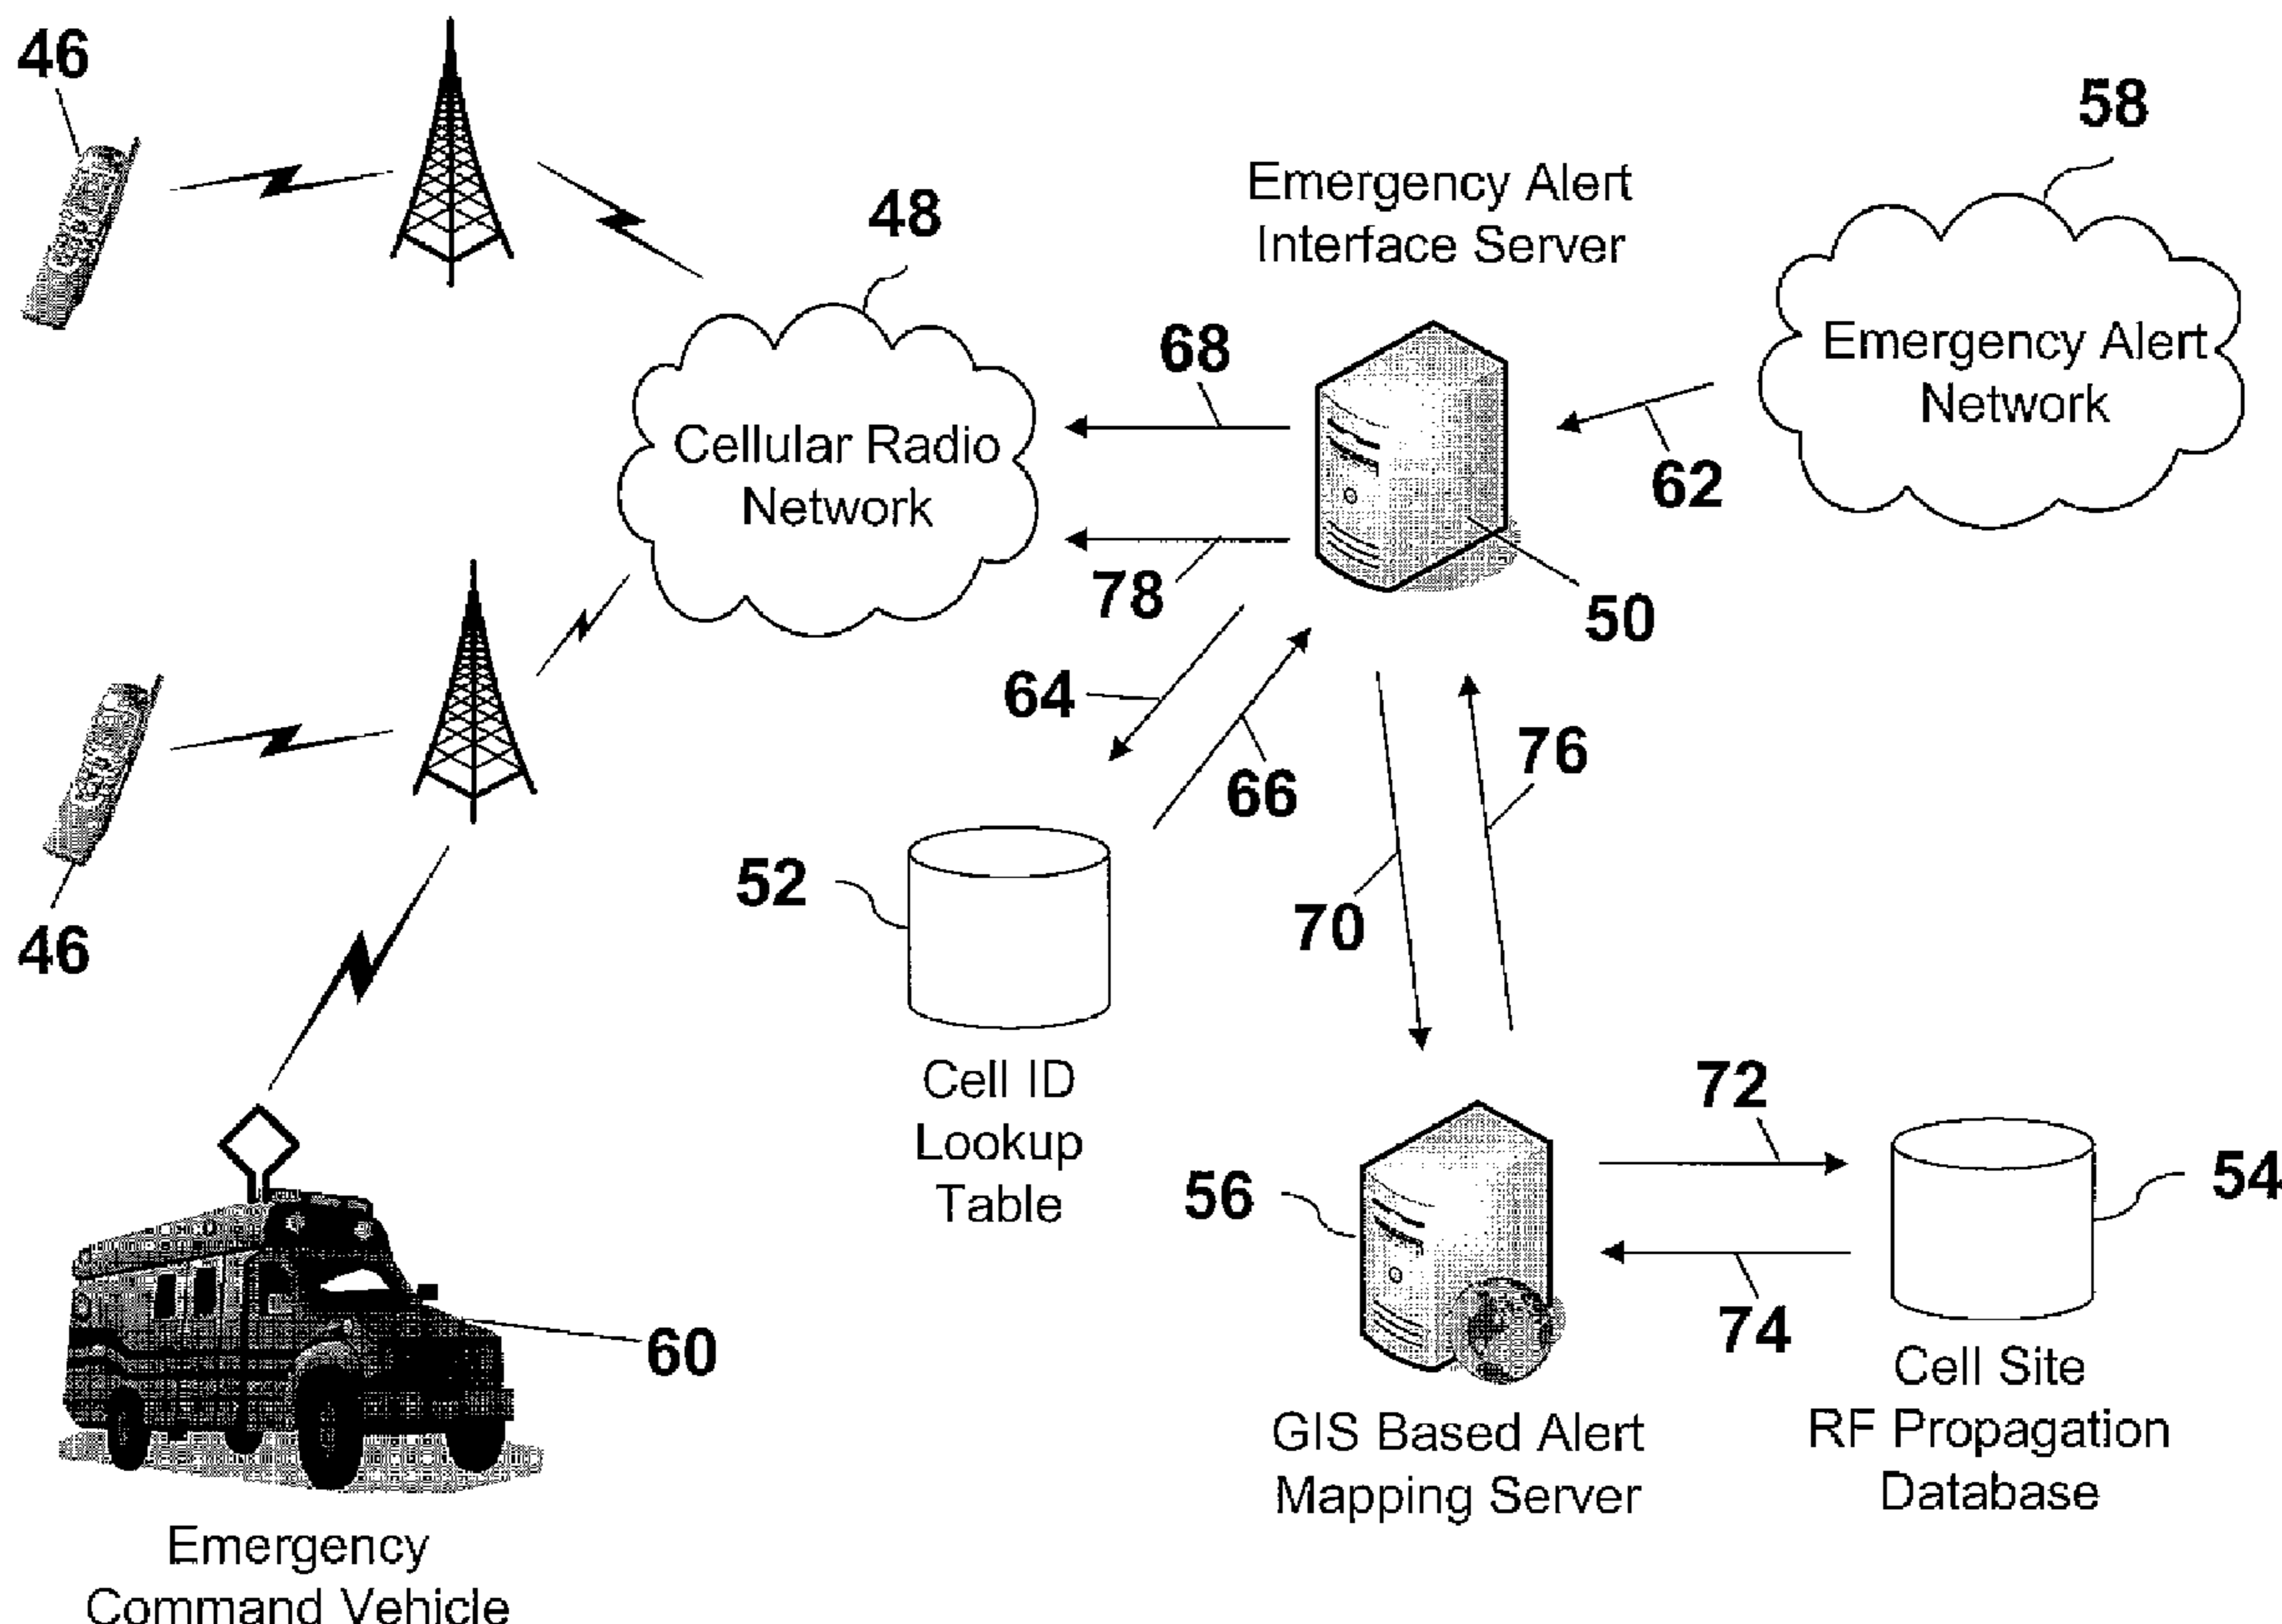 46
58
Emergency Alert
Interface Server
48
Emergency Alert
Network
68
Cellular Radio
Network
62
78
50
64
66
76
52
70
46
Cell ID
Lookup
Table
72
56
54
74
60
Cell Site
RF Propagation
Database
GIS Based Alert
Mapping Server
Emergency
Command Vehicle